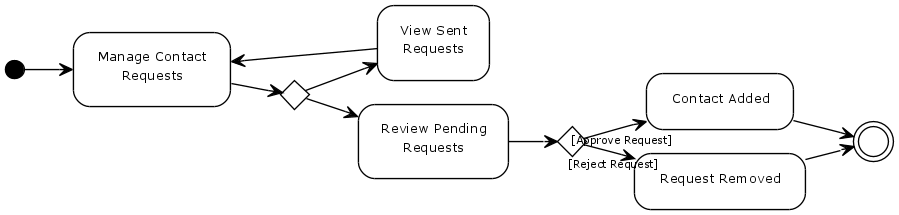 Manage Contact
Requests
View Sent
Requests
Review Pending
Requests
[Approve Request]
[Reject Request]
Contact Added
Request Removed